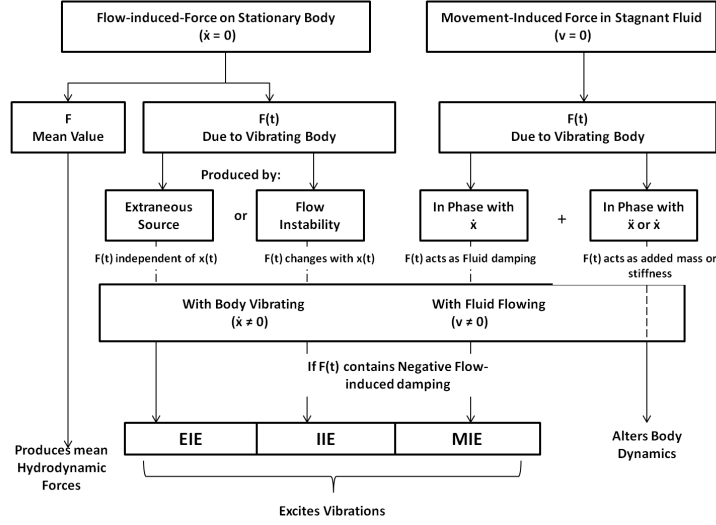 Flow-induced-Force on Stationary Body
(ẋ = 0)
Movement-Induced Force in Stagnant Fluid
(v = 0)
F
Mean Value
F(t)
Due to Vibrating Body
F(t)
Due to Vibrating Body
Produced by:
Extraneous
Source
or
Flow
Instability
In Phase with
ẋ
+
In Phase with
ẍ or ẋ
F(t) independent of x(t)
F(t) changes with x(t)
F(t) acts as Fluid damping
F(t) acts as added mass or
stiffness
With Body Vibrating
(ẋ ≠ 0)
With Fluid Flowing
(v ≠ 0)
If F(t) contains Negative Flow-
induced damping
EIE
IIE
MIE
Produces mean
Hydrodynamic
Forces
Alters Body
Dynamics
Excites Vibrations